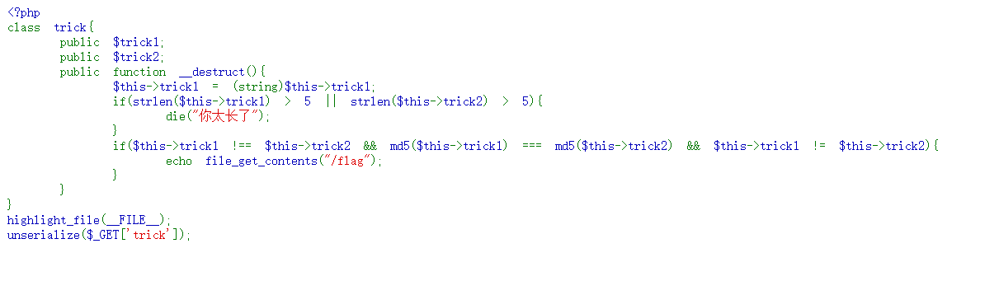 <?php
class trick{
public $trick1;
public $trick2;
public function __destruct(){
$this->trick1 = (string)$this->trick1;
if(strlen($this->trick1) > 5 || strlen($this->trick2) > 5){
die("你太长了");
}
if($this->trick1 !== $this->trick2 && md5($this->trick1) === md5($this->trick2) && $this->trick1 != $this->trick2){
echo file_get_contents("/flag");
}
}
}
highlight_file(__FILE__);
unserialize($_GET['trick']);